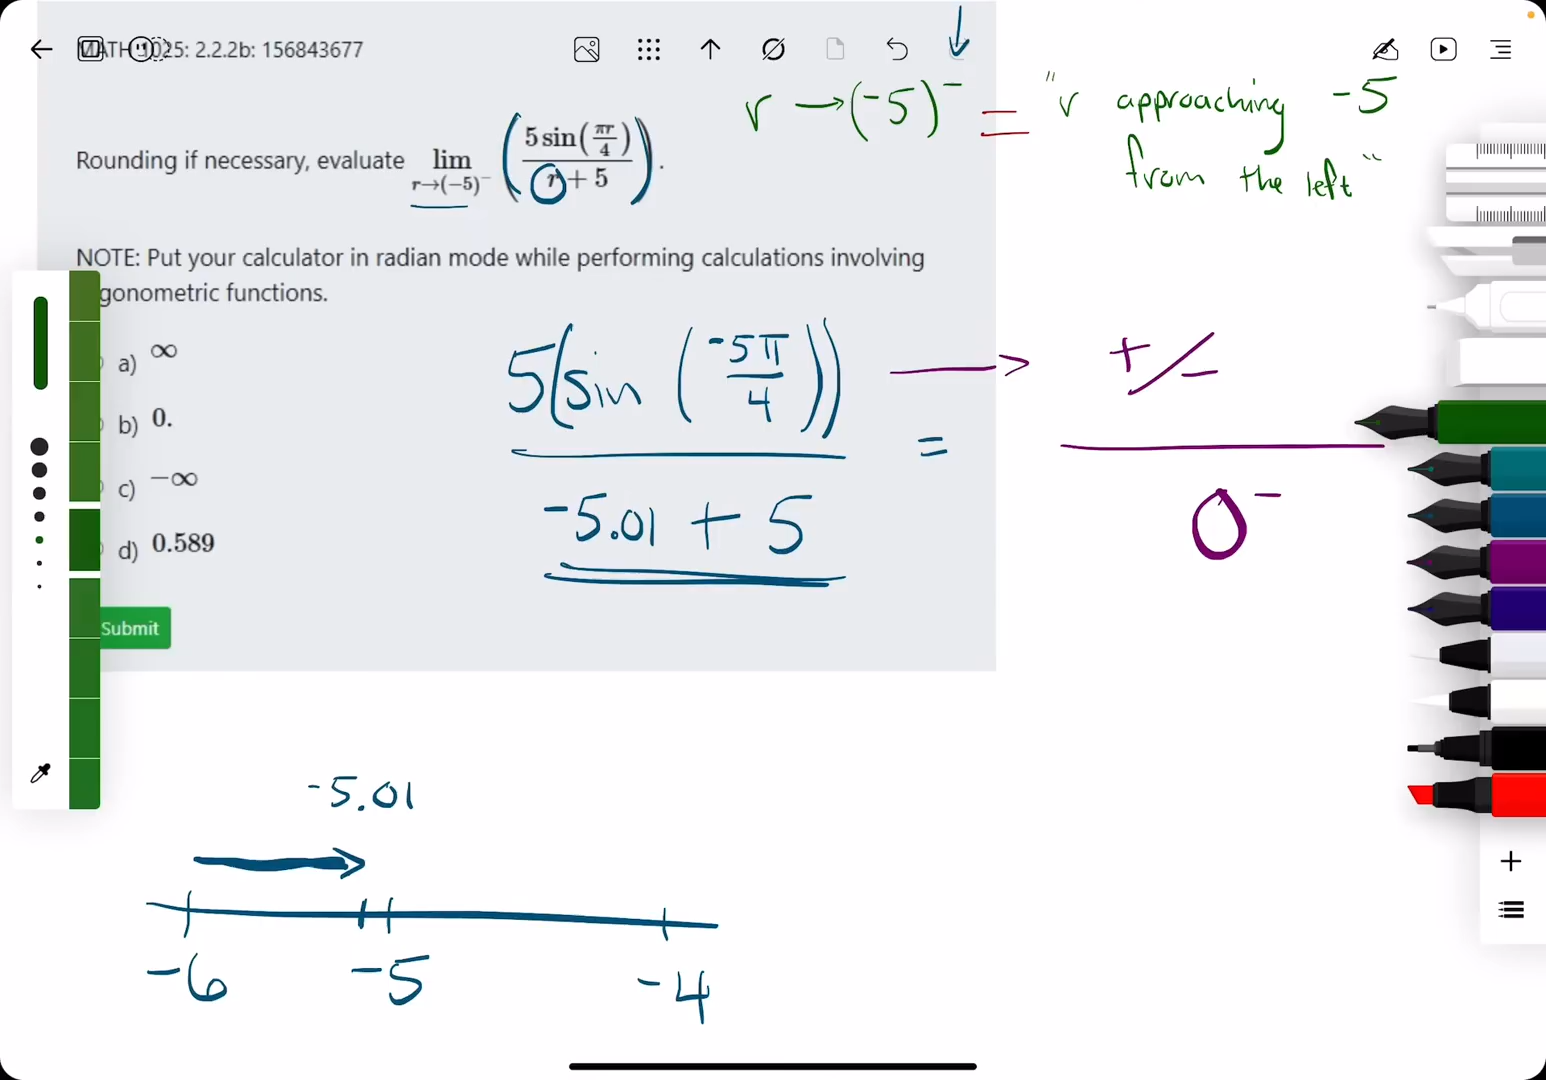 MATH 1025: 2.2.2b: 156843677
r → (-5)⁻ = "r approaching -5
from the left"
Rounding if necessary, evaluate lim r→(−5)⁻ (5 sin(πr/4) / r + 5).
NOTE: Put your calculator in radian mode while performing calculations involving
gonometric functions.
a) ∞
b) 0.
c) −∞
d) 0.589
Submit
5(sin(-5π/4)) → +/-
=
-5.01 + 5
0⁻
-5.01
-6 -5 -4